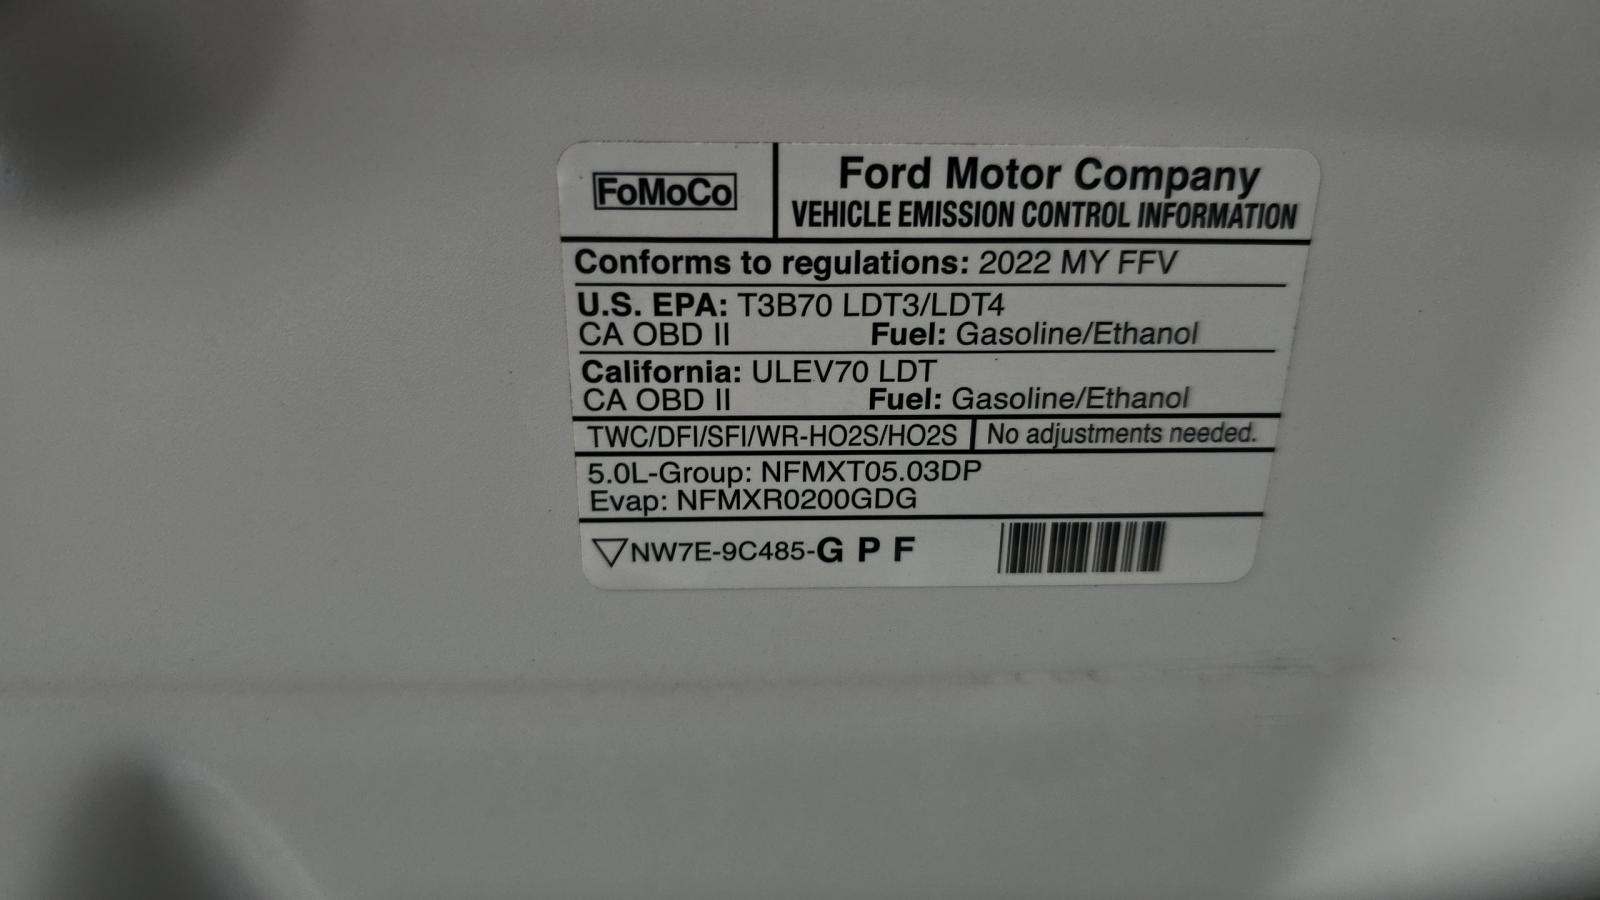 FoMoCo
Ford Motor Company
VEHICLE EMISSION CONTROL INFORMATION
Conforms to regulations: 2022 MY FFV
U.S. EPA: T3B70 LDT3/LDT4
CA OBD II Fuel: Gasoline/Ethanol
California: ULEV70 LDT
CA OBD II Fuel: Gasoline/Ethanol
TWC/DFI/SFI/WR-HO2S/HO2S No adjustments needed.
5.0L-Group: NFMXT05.03DP
Evap: NFMXR0200GDG
NW7E-9C485-G P F